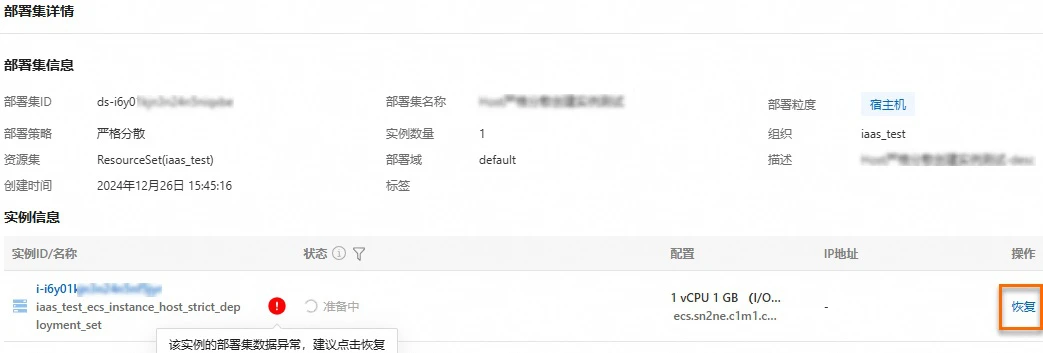 部署集详情
部署集信息
部署集ID ds-i6y0 部署集名称 部署粒度 宿主机
部署策略 严格分散 实例数量 1 组织 iaas_test
资源集 ResourceSet(iaas_test) 部署域 default 描述
创建时间 2024年12月26日 15:45:16 标签
实例信息
实例ID/名称 状态 配置 IP地址 操作
i-i6y01
iaas_test_ecs_instance_host_strict_dep
loyment_set
准备中
1 vCPU 1 GB （I/O...
ecs.sn2ne.c1m1.c...
-
恢复
该实例的部署集数据异常，建议点击恢复